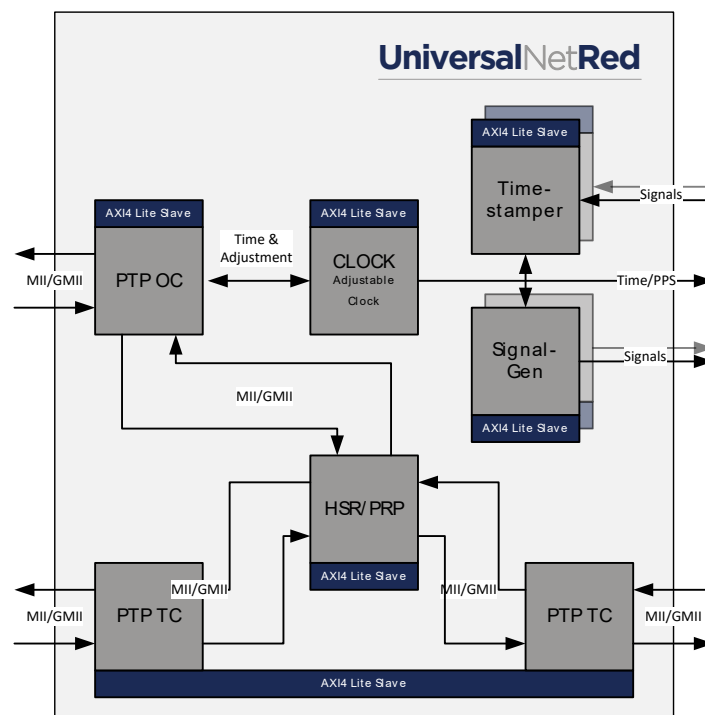 UniversalNetRed
AXI4 Lite Slave
Time-
stamper
Signals
AXI4 Lite Slave
PTP OC
MII/GMII
Time &
Adjustment
AXI4 Lite Slave
CLOCK
Adjustable
Clock
Time/PPS
Signal-
Gen
AXI4 Lite Slave
Signals
MII/GMII
HSR/PRP
AXI4 Lite Slave
PTP TC
MII/GMII
MII/GMII
MII/GMII
PTP TC
MII/GMII
AXI4 Lite Slave